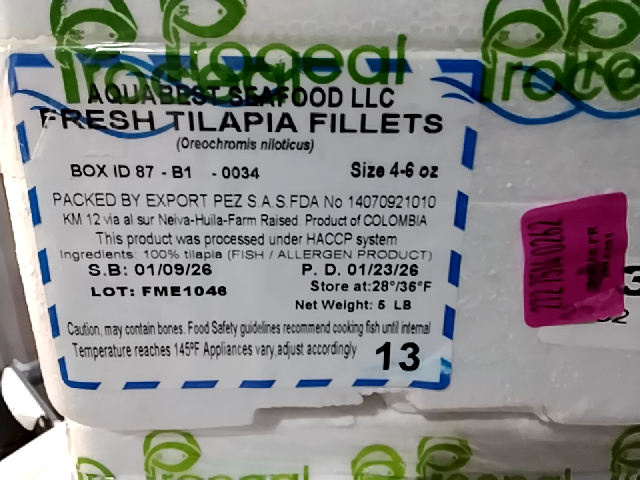 Proceal
AQUABEST SEAFOOD LLC
FRESH TILAPIA FILLETS
(Oreochromis niloticus)
BOX ID 87 - B1 - 0034 Size 4-6 oz
PACKED BY EXPORT PEZ S.A.S.FDA No 14070921010
KM 12 via al sur Neiva-Huila-Farm Raised. Product of COLOMBIA
This product was processed under HACCP system
Ingredients: 100% tilapia (FISH / ALLERGEN PRODUCT)
S.B: 01/09/26 P. D. 01/23/26
Store at:28°/36°F
LOT: FME1046
Net Weight: 5 LB
Caution, may contain bones. Food Safety guidelines recommend cooking fish until internal
Temperature reaches 145ºF Appliances vary,adjust accordingly 13